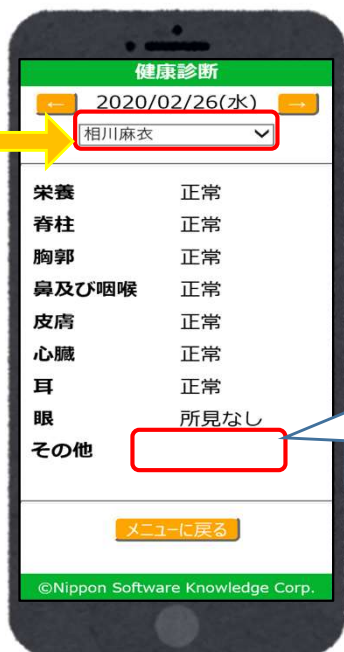 健康診断
← 2020/02/26(水) →
相川麻衣
栄養 正常
脊柱 正常
胸郭 正常
鼻及び咽喉 正常
皮膚 正常
心臓 正常
耳 正常
眼 所見なし
その他
メニューに戻る
©Nippon Software Knowledge Corp.